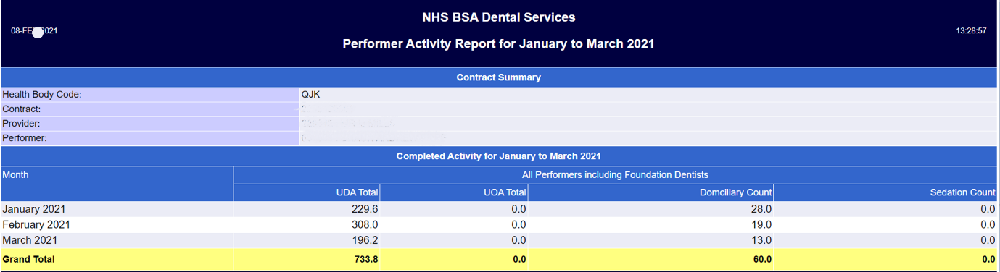 NHS BSA Dental Services
08-FE 2021
13:28:57
Performer Activity Report for January to March 2021
Contract Summary
Health Body Code: QJK
Contract:
Provider:
Performer:
Completed Activity for January to March 2021
Month All Performers including Foundation Dentists
UDA Total UOA Total Domciliary Count Sedation Count
January 2021 229.6 0.0 28.0 0.0
February 2021 308.0 0.0 19.0 0.0
March 2021 196.2 0.0 13.0 0.0
Grand Total 733.8 0.0 60.0 0.0